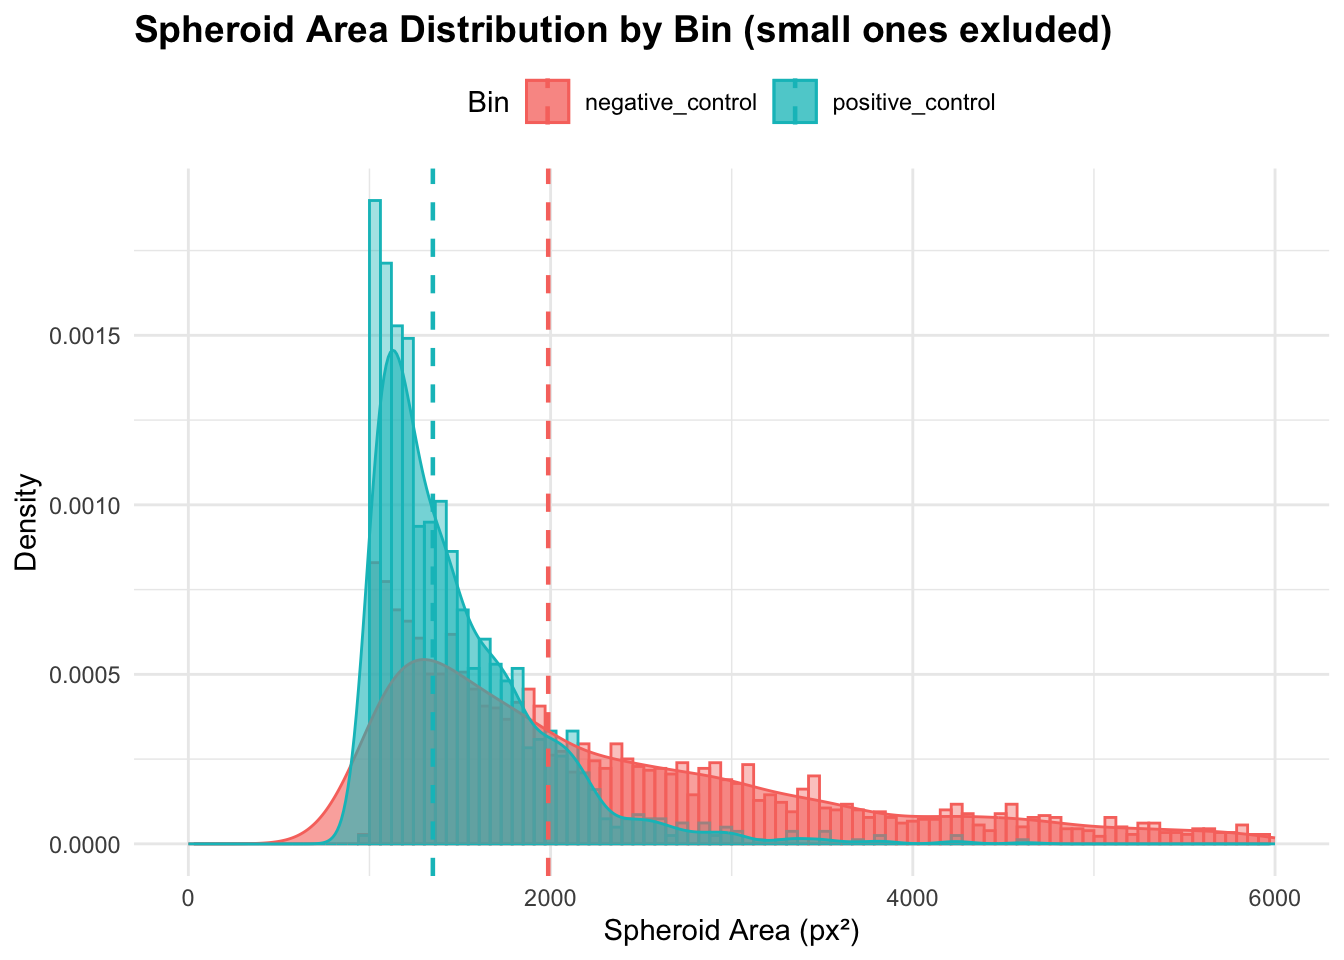 Spheroid Area Distribution by Bin (small ones exluded)
Bin negative_control positive_control
Density
0.0015
0.0010
0.0005
0.0000
0 2000 4000 6000
Spheroid Area (px²)